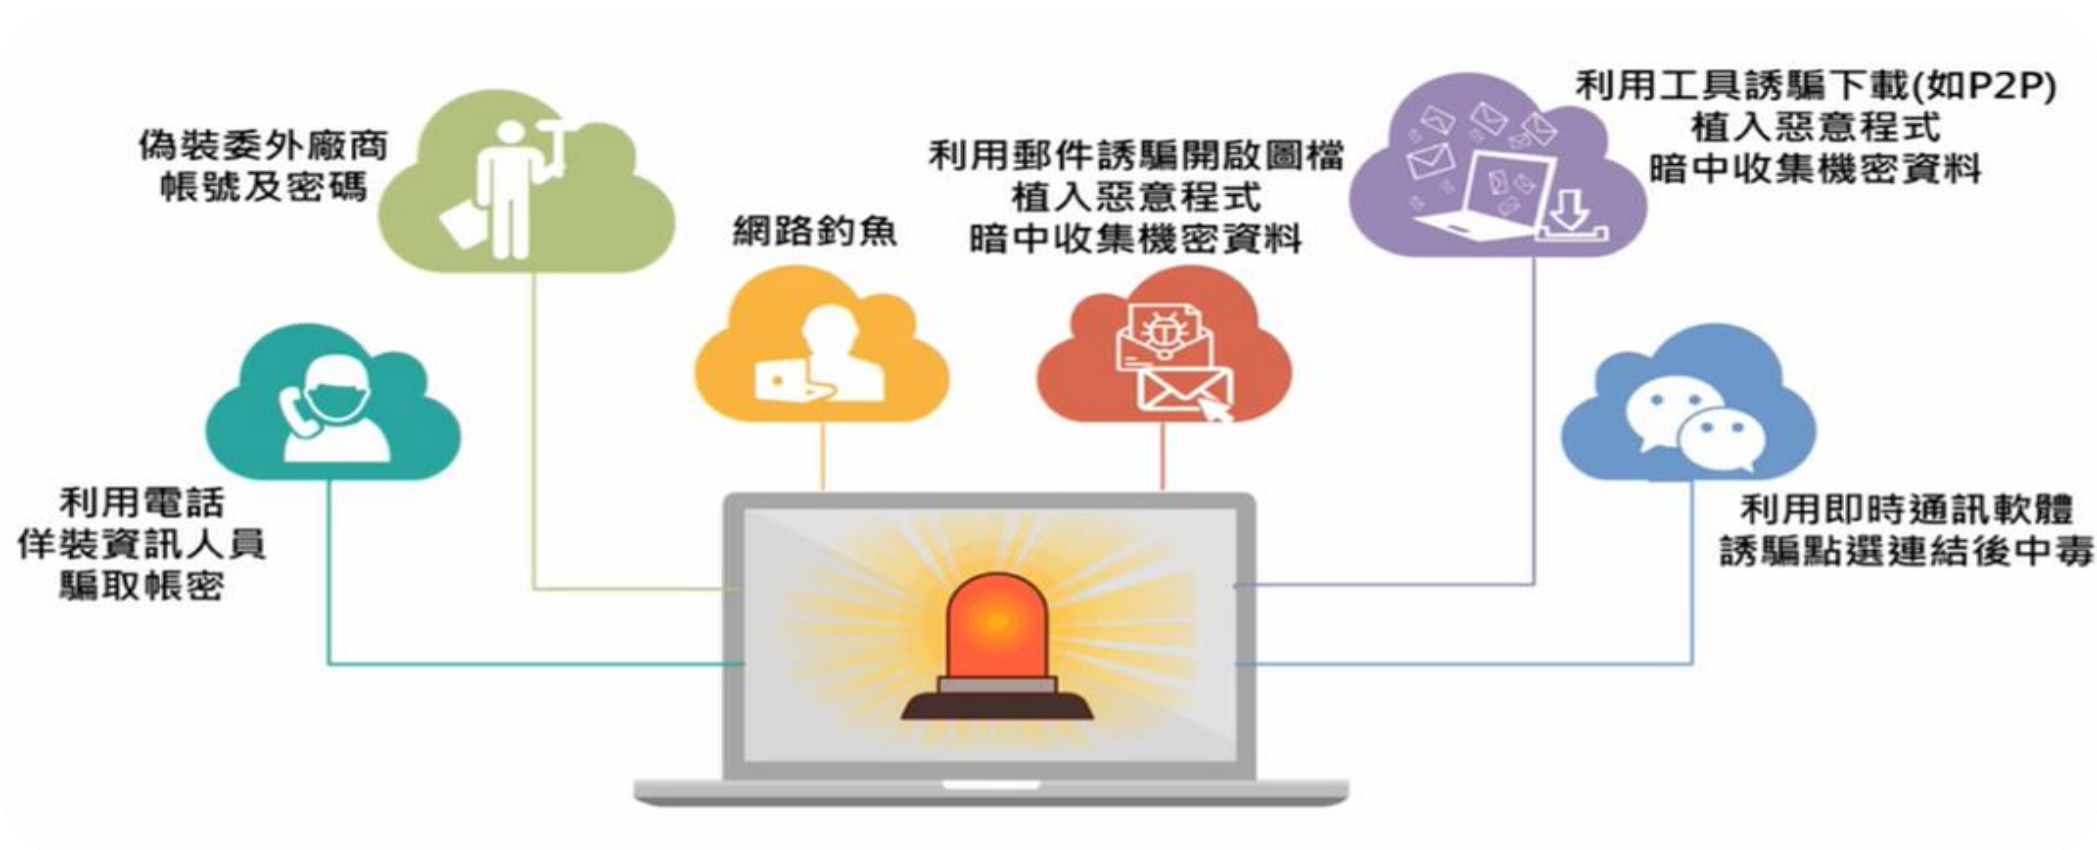 偽裝委外廠商
帳號及密碼
網路釣魚
利用郵件誘騙開啟圖檔
植入惡意程式
暗中收集機密資料
利用工具誘騙下載(如P2P)
植入惡意程式
暗中收集機密資料
利用電話
佯裝資訊人員
騙取帳密
利用即時通訊軟體
誘騙點選連結後中毒